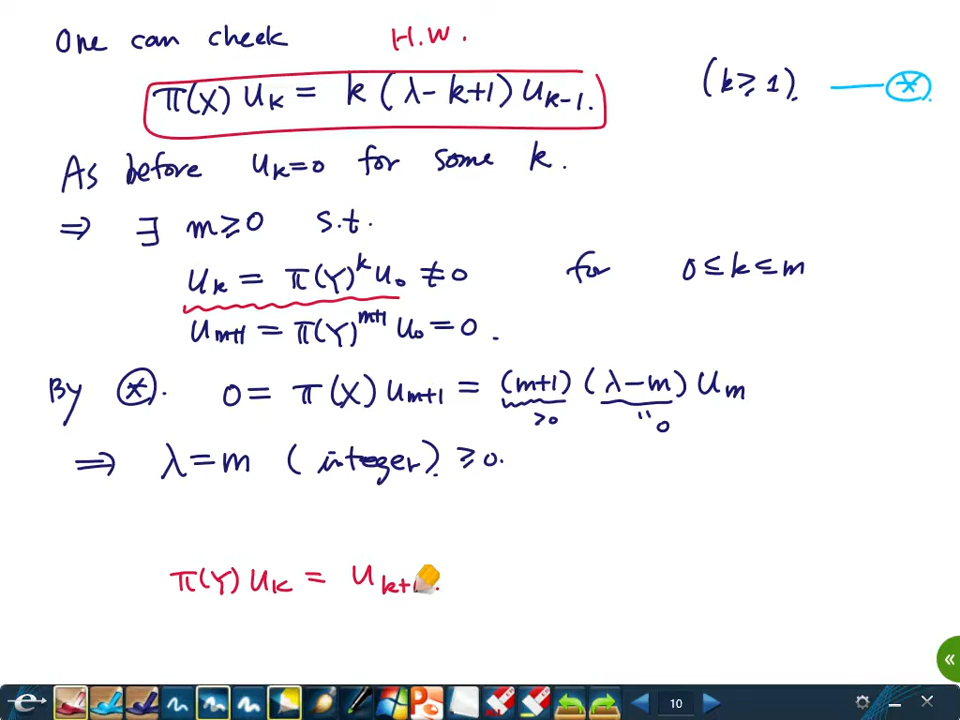 One can check H.W.
π(X) u_k = k (λ - k+1) u_{k-1}. (k ≥ 1). — ⊛
As before u_k=0 for some k.
⇒ ∃ m ≥ 0 s.t.
u_k = π(Y)^k u_0 ≠ 0 for 0 ≤ k ≤ m
u_{m+1} = π(Y)^{m+1} u_0 = 0.
By ⊛. 0 = π(X) u_{m+1} = (m+1) (λ-m) u_m
>0 " 0
⇒ λ = m (integer) ≥ 0.
π(Y) u_k = u_{k+1}.
10